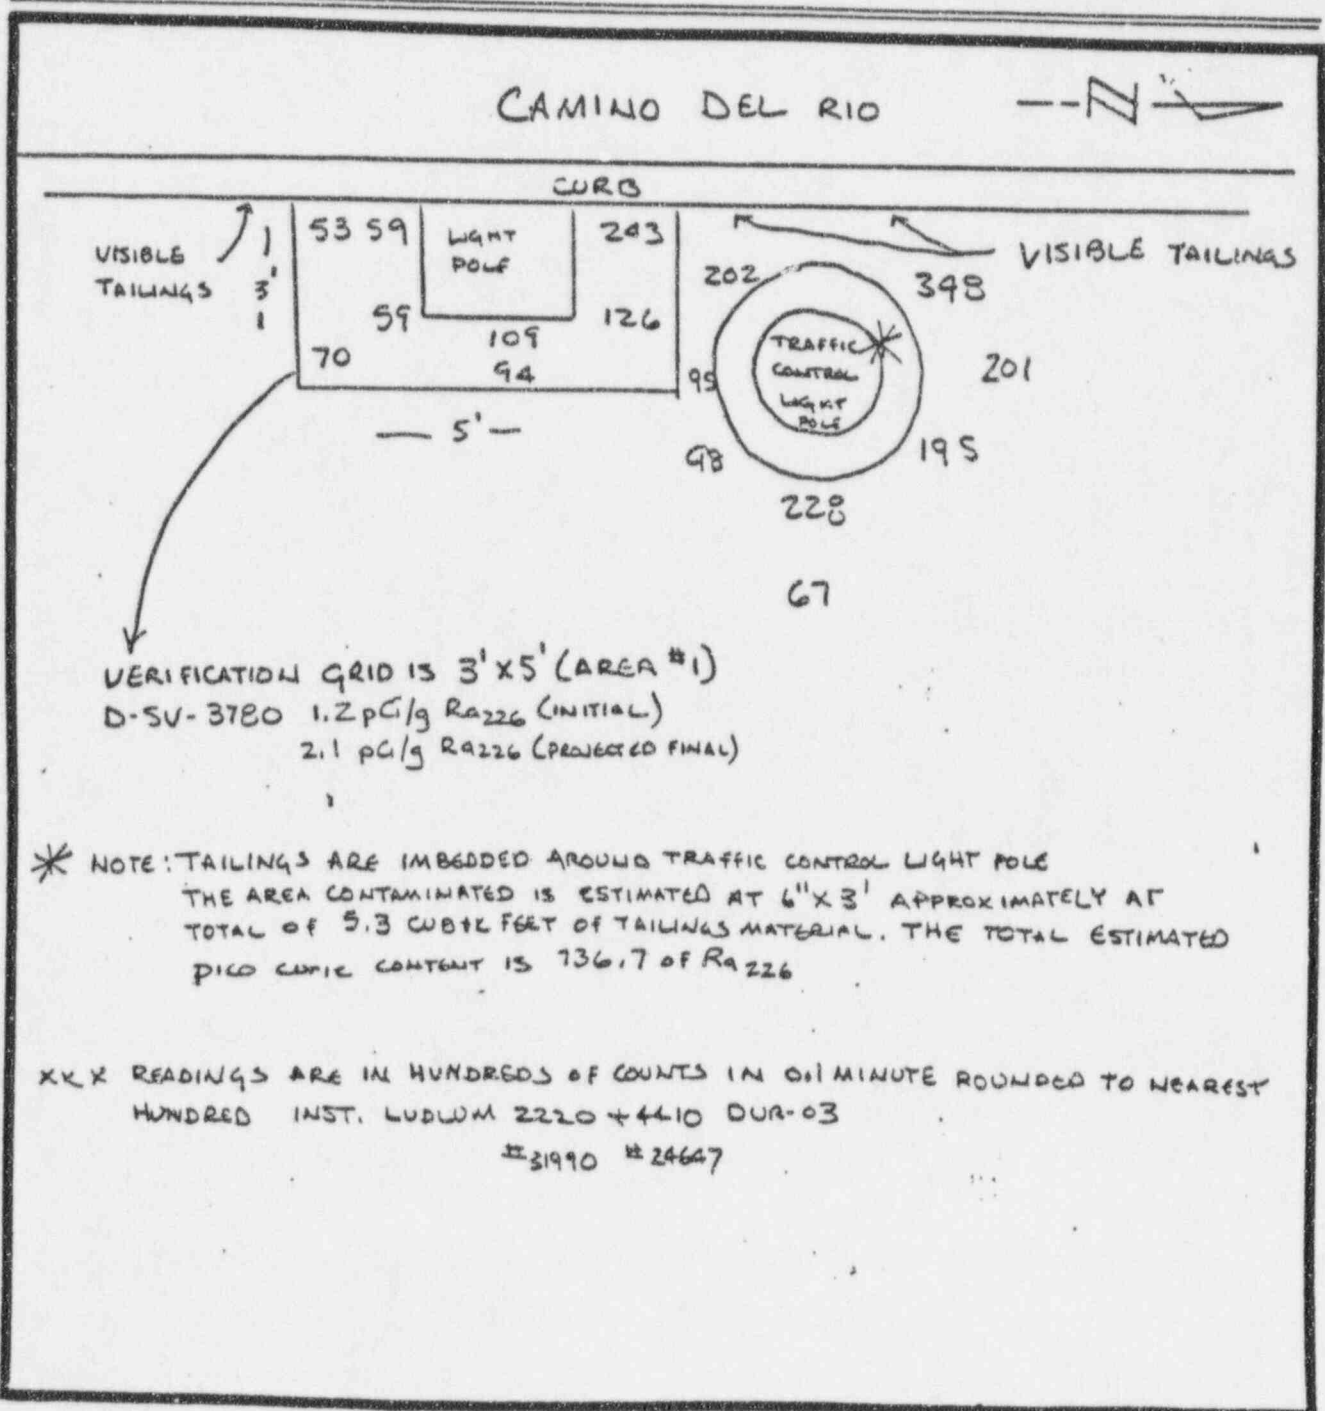 CAMINO DEL RIO
--N
CURB
VISIBLE
TAILINGS
3'
53 59
LIGHT
POLE
243
59
126
109
70
94
5'
202
348
VISIBLE TAILINGS
TRAFFIC *
CONTROL
LIGHT
POLE
201
95
98
195
228
67
VERIFICATION GRID IS 3'X5' (AREA #1)
D-SV-3780 1.2 pCi/g Ra226 (INITIAL)
2.1 pCi/g Ra226 (PROJECTED FINAL)
* NOTE: TAILINGS ARE IMBEDDED AROUND TRAFFIC CONTROL LIGHT POLE
THE AREA CONTAMINATED IS ESTIMATED AT 6"X3' APPROXIMATELY AT
TOTAL OF 5.3 CUBIC FEET OF TAILINGS MATERIAL. THE TOTAL ESTIMATED
PICO CURIE CONTENT IS 736.7 OF Ra226
XXX READINGS ARE IN HUNDREDS OF COUNTS IN 0.1 MINUTE ROUNDED TO NEAREST
HUNDRED INST. LUDLUM 2220 + 4410 DUR-03
#31990 #24647